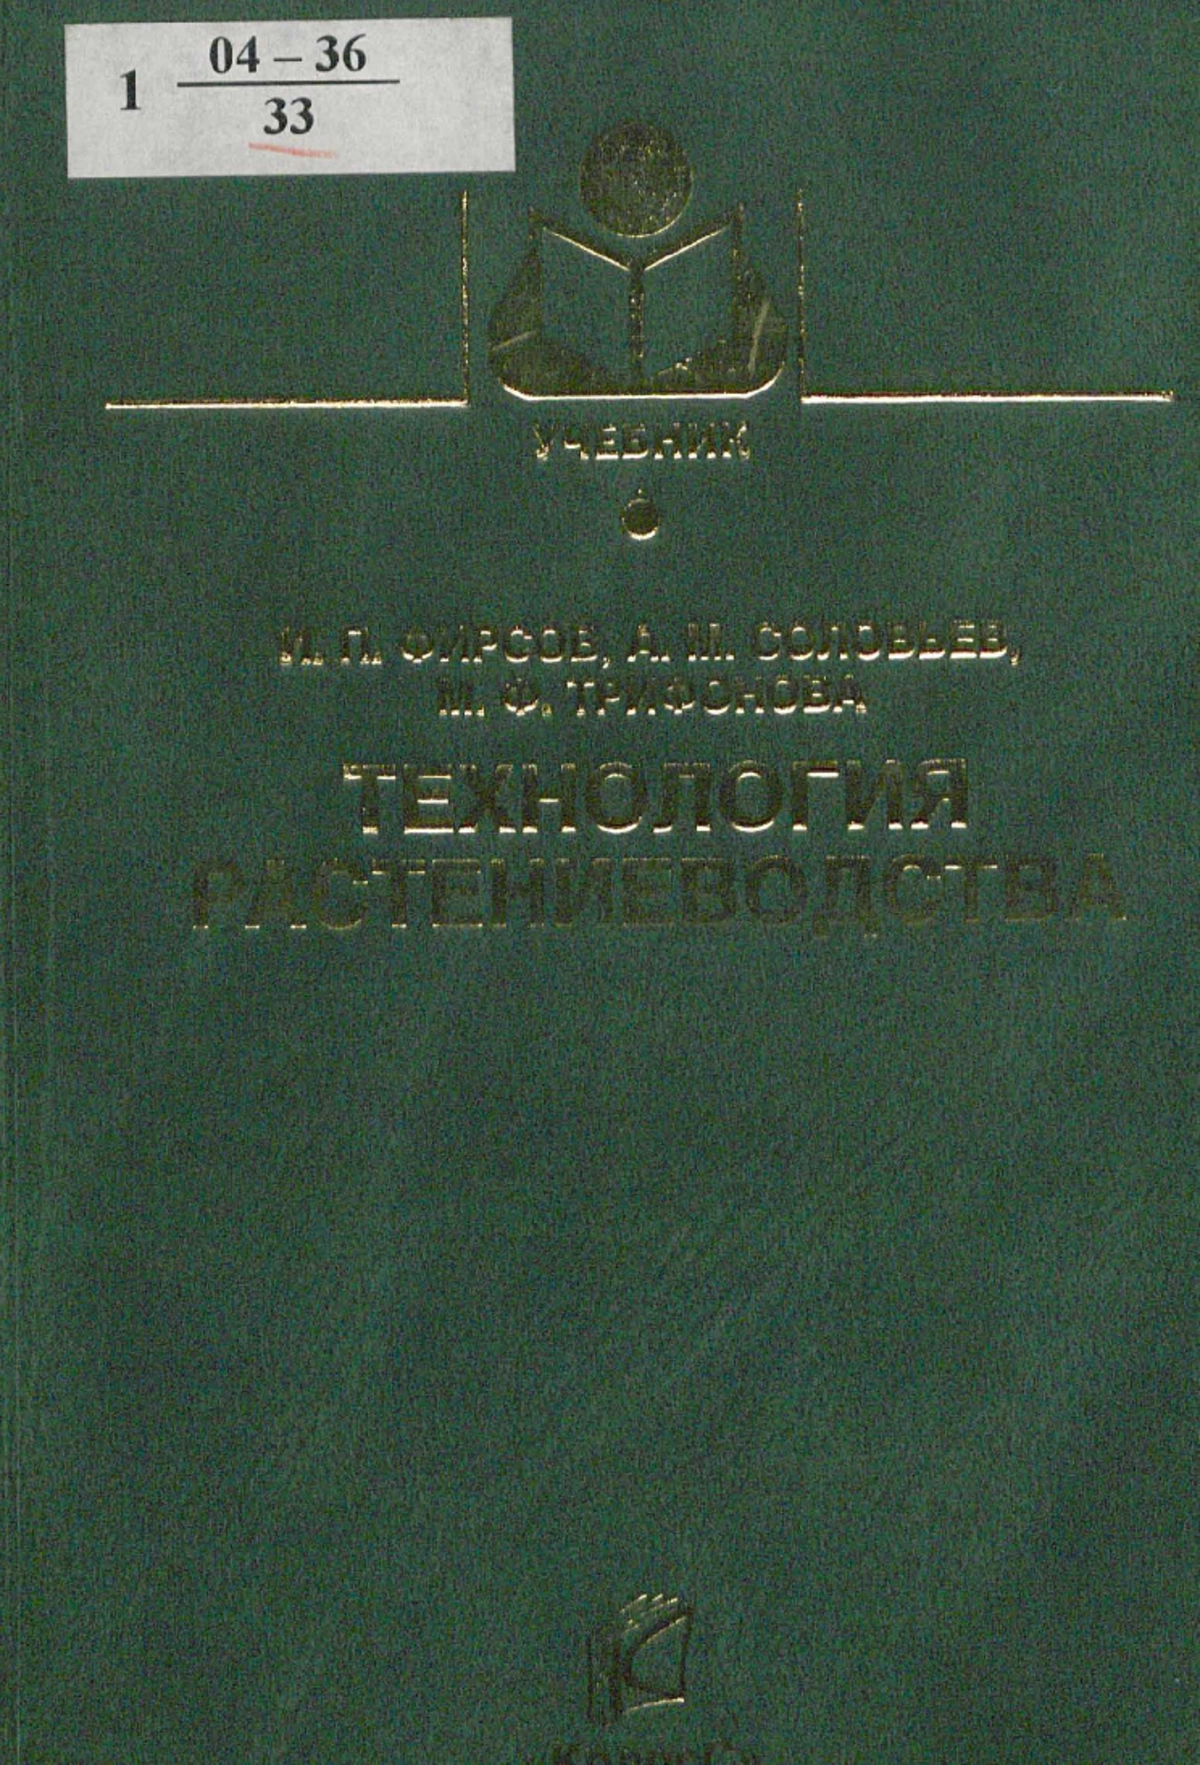 04 – 36
1
33
УЧЕБНИК
И. П. ФИРСОВ, А. М. СОЛОВЬЕВ,
М. Ф. ТРИФОНОВА
ТЕХНОЛОГИЯ
РАСТЕНИЕВОДСТВА